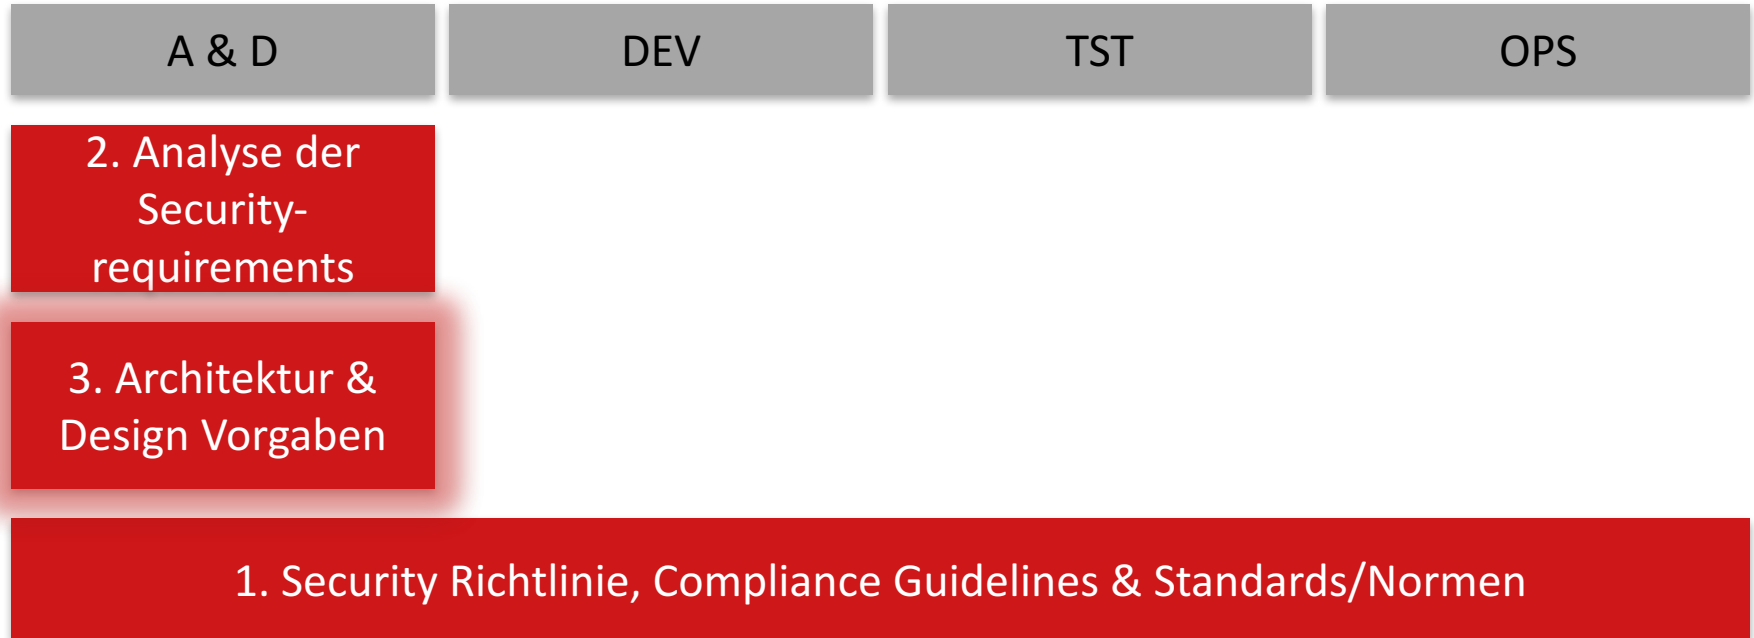 A & D
DEV
TST
OPS
2. Analyse der
Security-
requirements
3. Architektur &
Design Vorgaben
1. Security Richtlinie, Compliance Guidelines & Standards/Normen